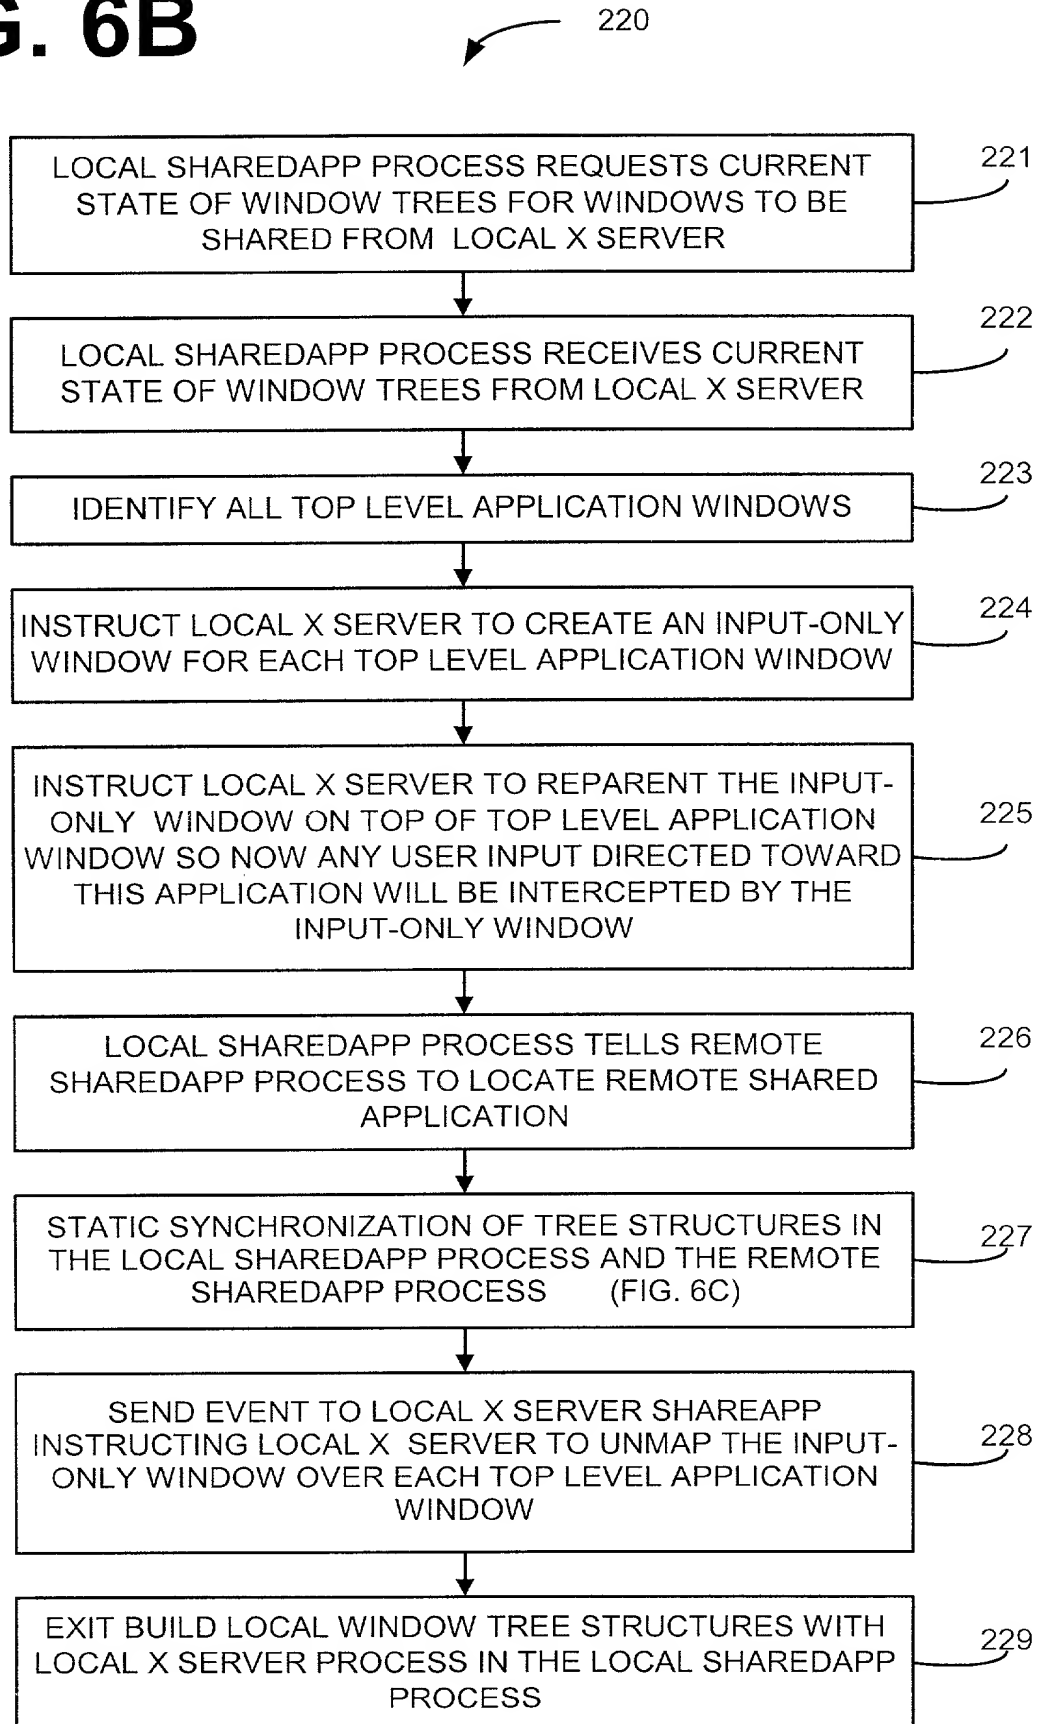 G. 6B
220
LOCAL SHAREDAPP PROCESS REQUESTS CURRENT
STATE OF WINDOW TREES FOR WINDOWS TO BE
SHARED FROM LOCAL X SERVER
221
LOCAL SHAREDAPP PROCESS RECEIVES CURRENT
STATE OF WINDOW TREES FROM LOCAL X SERVER
222
IDENTIFY ALL TOP LEVEL APPLICATION WINDOWS
223
INSTRUCT LOCAL X SERVER TO CREATE AN INPUT-ONLY
WINDOW FOR EACH TOP LEVEL APPLICATION WINDOW
224
INSTRUCT LOCAL X SERVER TO REPARENT THE INPUT-
ONLY WINDOW ON TOP OF TOP LEVEL APPLICATION
WINDOW SO NOW ANY USER INPUT DIRECTED TOWARD
THIS APPLICATION WILL BE INTERCEPTED BY THE
INPUT-ONLY WINDOW
225
LOCAL SHAREDAPP PROCESS TELLS REMOTE
SHAREDAPP PROCESS TO LOCATE REMOTE SHARED
APPLICATION
226
STATIC SYNCHRONIZATION OF TREE STRUCTURES IN
THE LOCAL SHAREDAPP PROCESS AND THE REMOTE
SHAREDAPP PROCESS (FIG. 6C)
227
SEND EVENT TO LOCAL X SERVER SHAREAPP
INSTRUCTING LOCAL X SERVER TO UNMAP THE INPUT-
ONLY WINDOW OVER EACH TOP LEVEL APPLICATION
WINDOW
228
EXIT BUILD LOCAL WINDOW TREE STRUCTURES WITH
LOCAL X SERVER PROCESS IN THE LOCAL SHAREDAPP
PROCESS
229